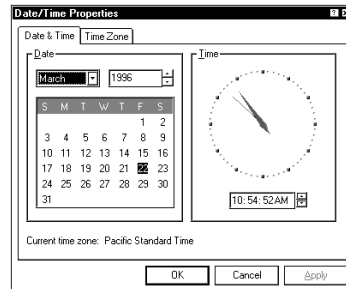 Date/Time Properties
Date & Time
Time Zone
Date
March
1996
S M T W T F S
1 2
3 4 5 6 7 8 9
10 11 12 13 14 15 16
17 18 19 20 21 22 23
24 25 26 27 28 29 30
31
Time
10:54:52AM
Current time zone: Pacific Standard Time
OK
Cancel
Apply